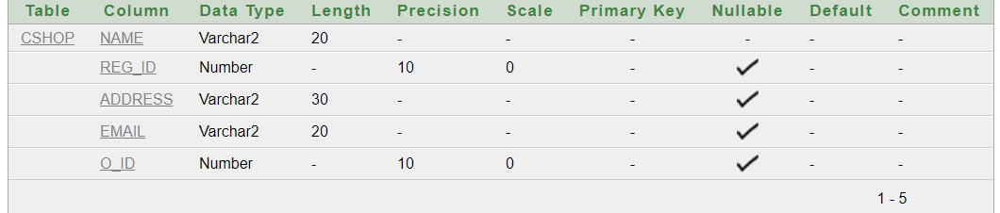 Table Column Data Type Length Precision Scale Primary Key Nullable Default Comment
CSHOP NAME Varchar2 20 - - - - - -
REG_ID Number - 10 0 - ✓ - -
ADDRESS Varchar2 30 - - - ✓ - -
EMAIL Varchar2 20 - - - ✓ - -
O_ID Number - 10 0 - ✓ - -
1 - 5